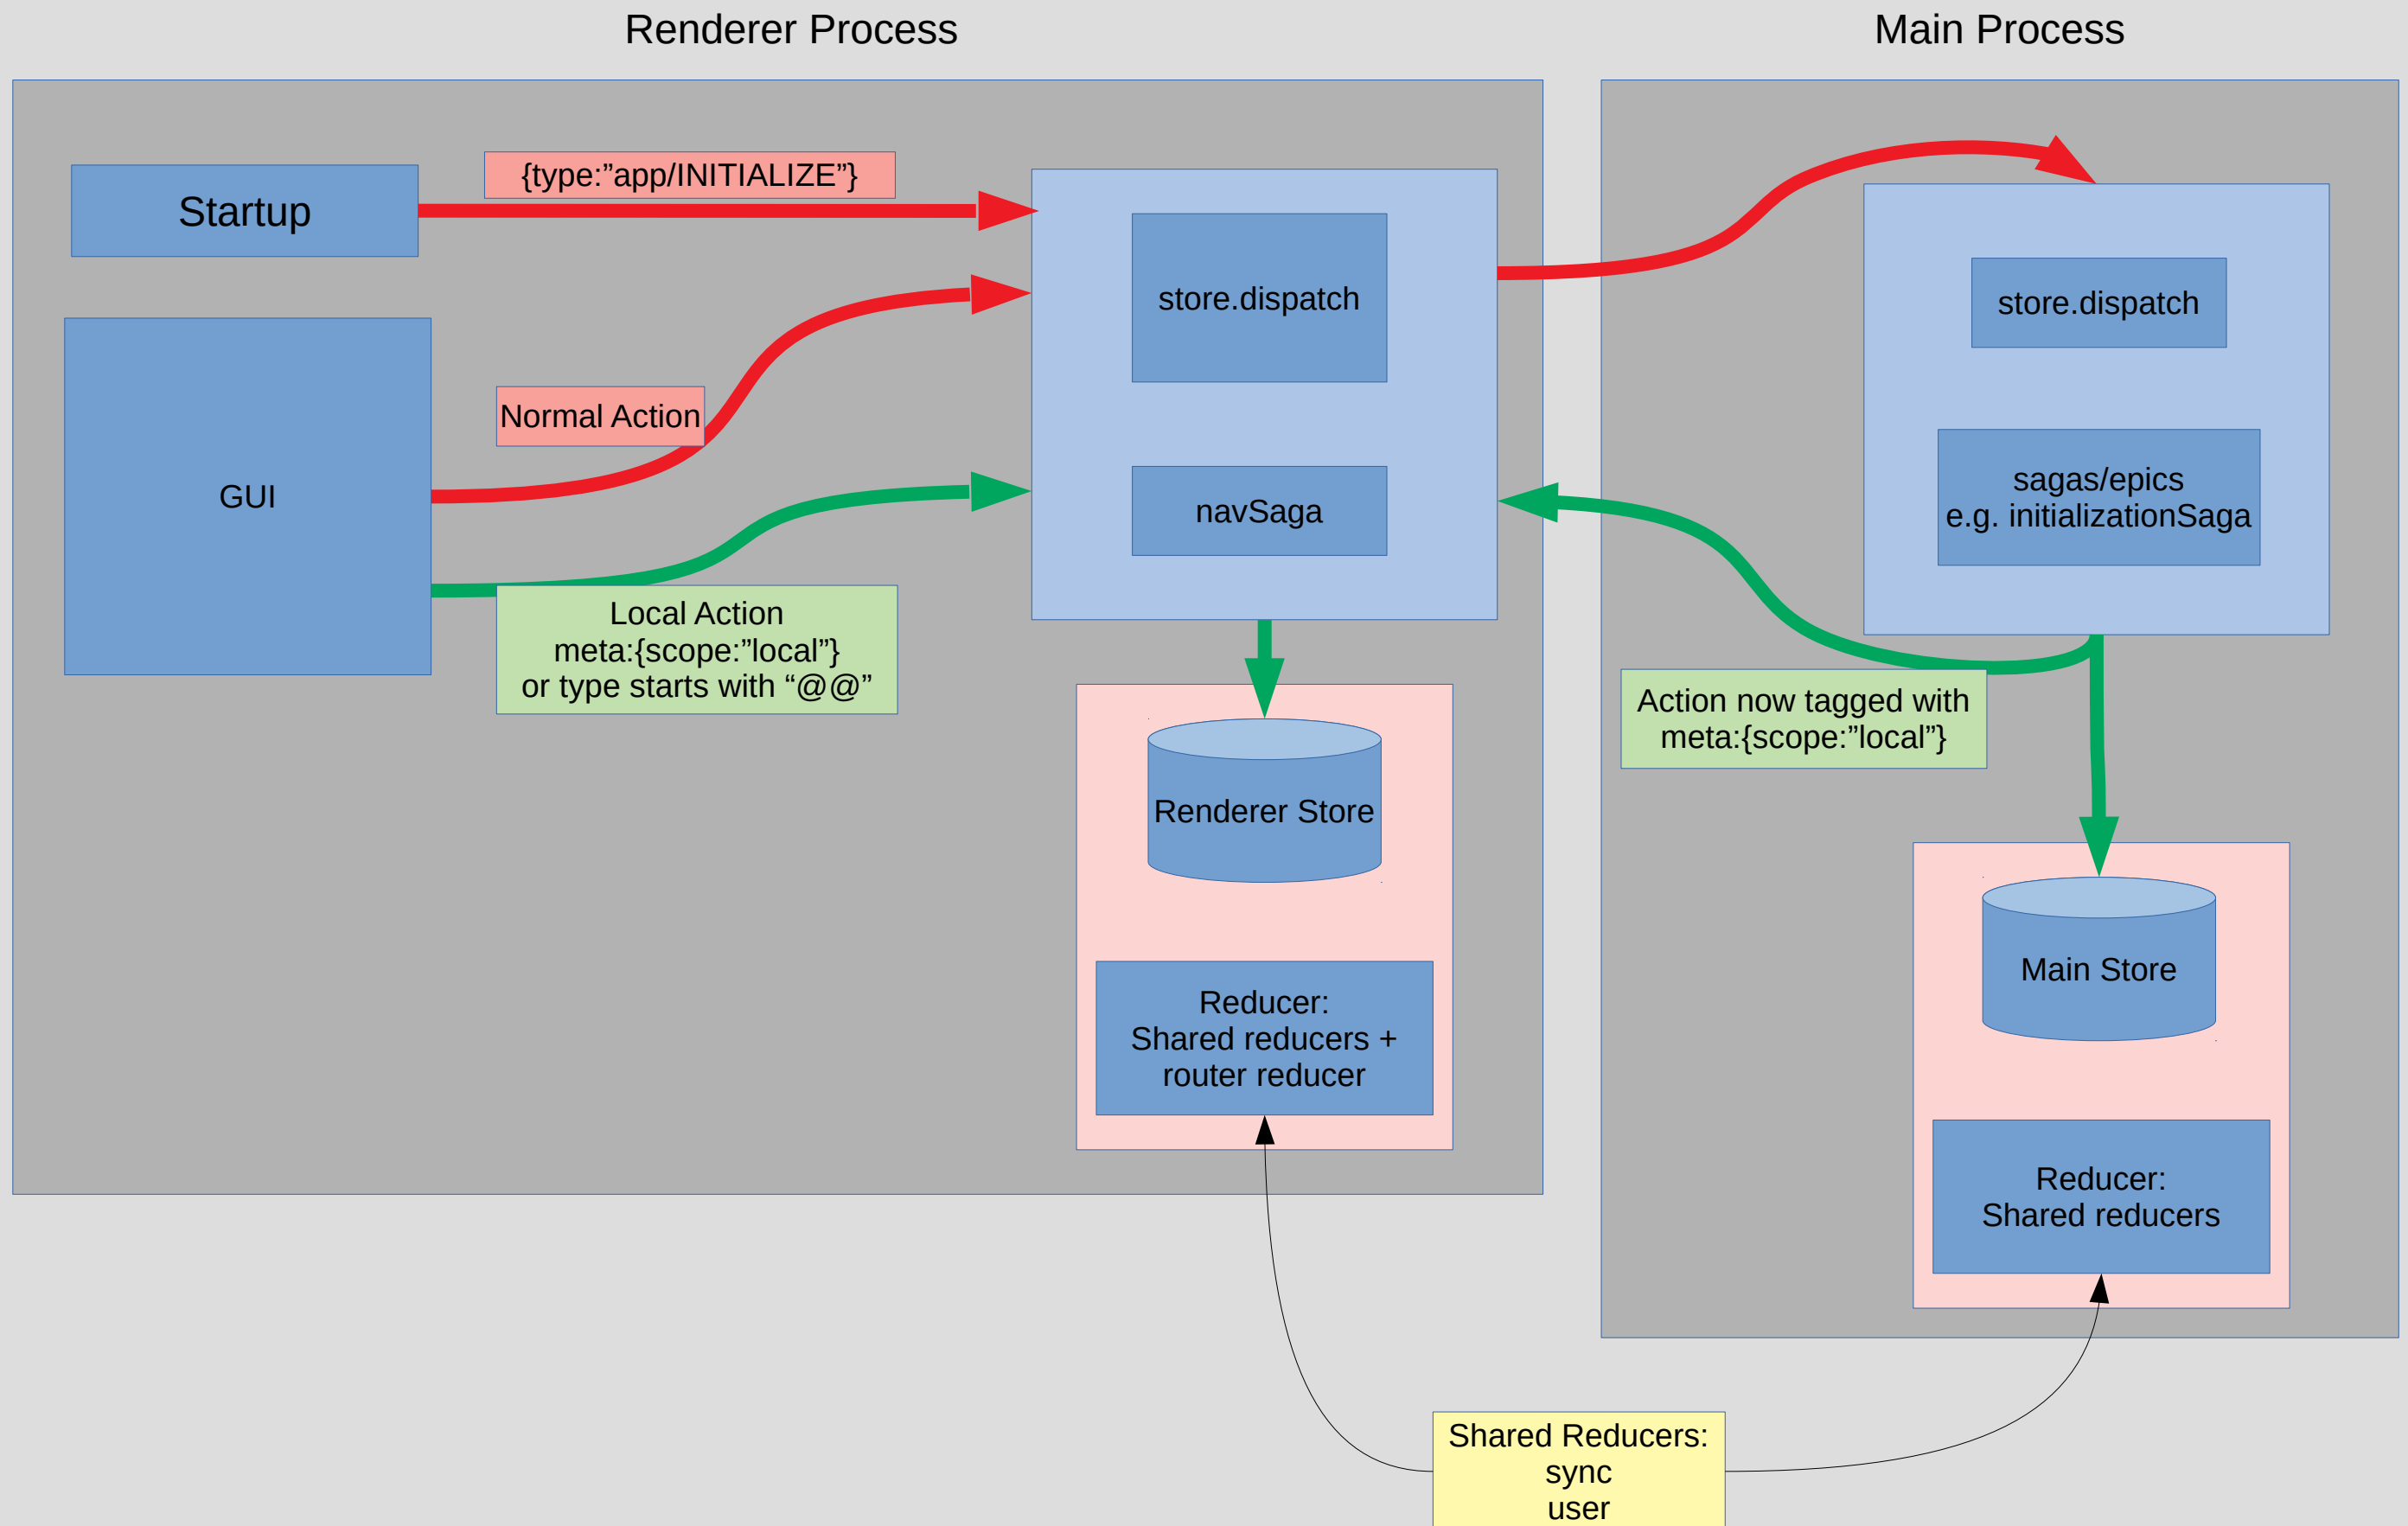 Renderer Process
Main Process
Startup
{type:”app/INITIALIZE”}
store.dispatch
store.dispatch
Normal Action
GUI
navSaga
sagas/epics
e.g. initializationSaga
Local Action
meta:{scope:”local”}
or type starts with “@@”
Action now tagged with
meta:{scope:”local”}
Renderer Store
Main Store
Reducer:
Shared reducers +
router reducer
Reducer:
Shared reducers
Shared Reducers:
sync
user